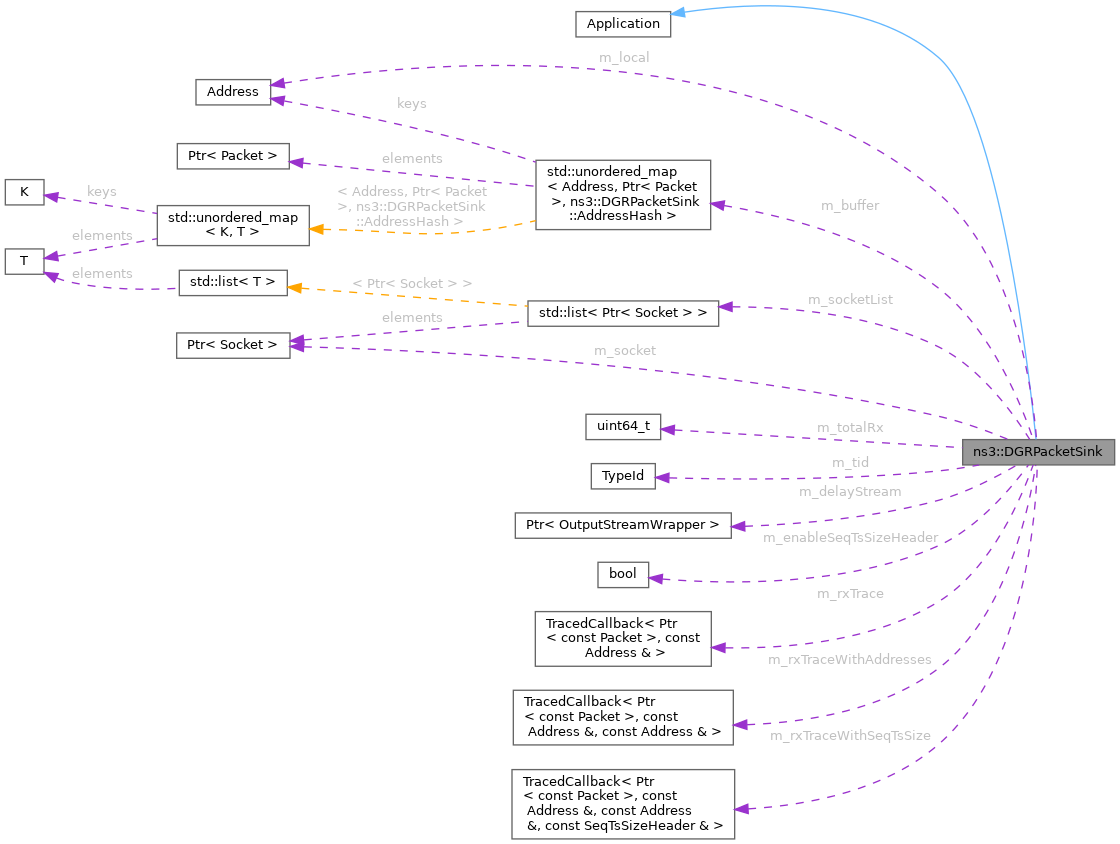 Application
m_local
Address
keys
Ptr< Packet >
elements
std::unordered_map
< Address, Ptr< Packet
>, ns3::DGRPacketSink
::AddressHash >
K
keys
< Address, Ptr< Packet
>, ns3::DGRPacketSink
::AddressHash >
m_buffer
std::unordered_map
< K, T >
elements
T
elements
std::list< T >
< Ptr< Socket > >
m_socketList
std::list< Ptr< Socket > >
elements
Ptr< Socket >
m_socket
uint64_t
m_totalRx
ns3::DGRPacketSink
TypeId
m_tid
m_delayStream
Ptr< OutputStreamWrapper >
m_enableSeqTsSizeHeader
bool
m_rxTrace
TracedCallback< Ptr
< const Packet >, const
Address & >
m_rxTraceWithAddresses
TracedCallback< Ptr
< const Packet >, const
Address &, const Address & >
m_rxTraceWithSeqTsSize
TracedCallback< Ptr
< const Packet >, const
Address &, const Address
&, const SeqTsSizeHeader & >